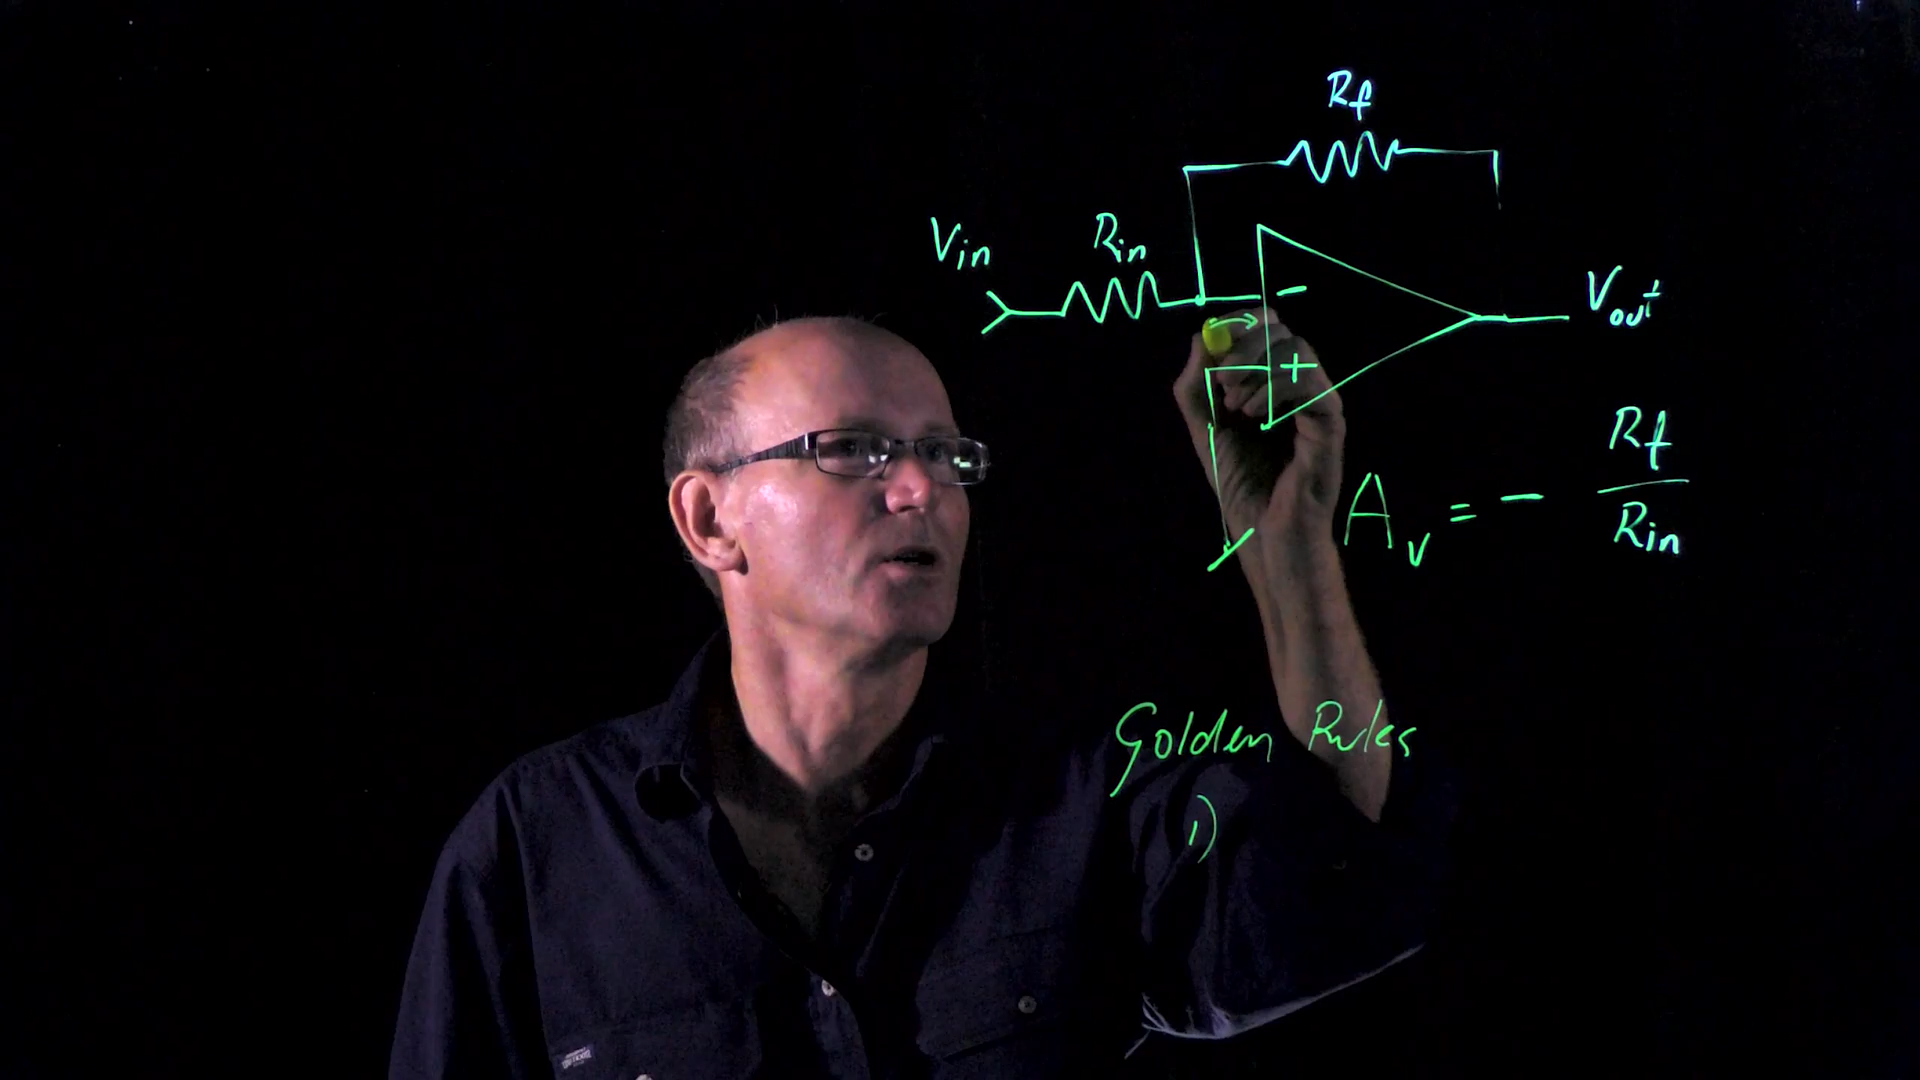 Rf
Vin
Rin
-
Vout
+
Av = - Rf / Rin
Golden Rules
1)